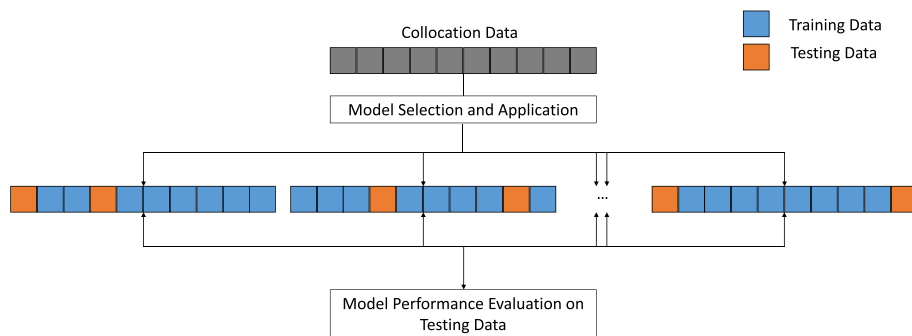 Collocation Data
Training Data
Testing Data
Model Selection and Application
...
Model Performance Evaluation on
Testing Data